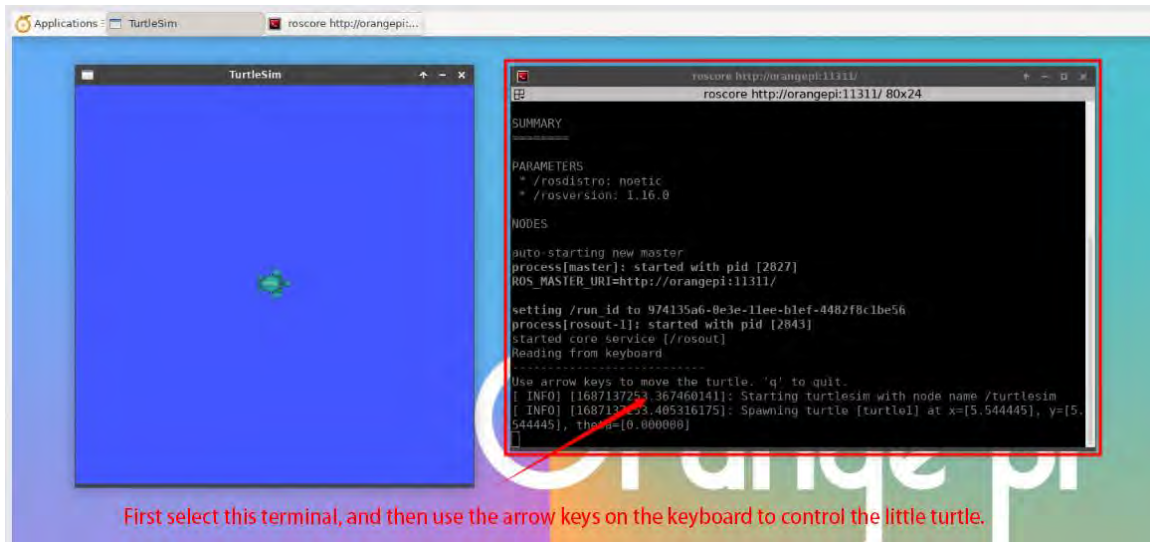 Applications
TurtleSim
roscore http://orangepi:...
TurtleSim
roscore http://orangepi:11311/
roscore http://orangepi:11311/ 80x24
SUMMARY
========
PARAMETERS
* /rosdistro: noetic
* /rosversion: 1.16.0
NODES
auto-starting new master
process[master]: started with pid [2827]
ROS_MASTER_URI=http://orangepi:11311/
setting /run_id to 974135a6-0e3e-11ee-b1ef-4482f8c1be56
process[rosout-1]: started with pid [2843]
started core service [/rosout]
Reading from keyboard
---------------------------
Use arrow keys to move the turtle. 'q' to quit.
[ INFO] [1687137253.367460141]: Starting turtlesim with node name /turtlesim
[ INFO] [1687137253.405316175]: Spawning turtle [turtle1] at x=[5.544445], y=[5.
544445], theta=[0.000000]
Orange pi
First select this terminal, and then use the arrow keys on the keyboard to control the little turtle.